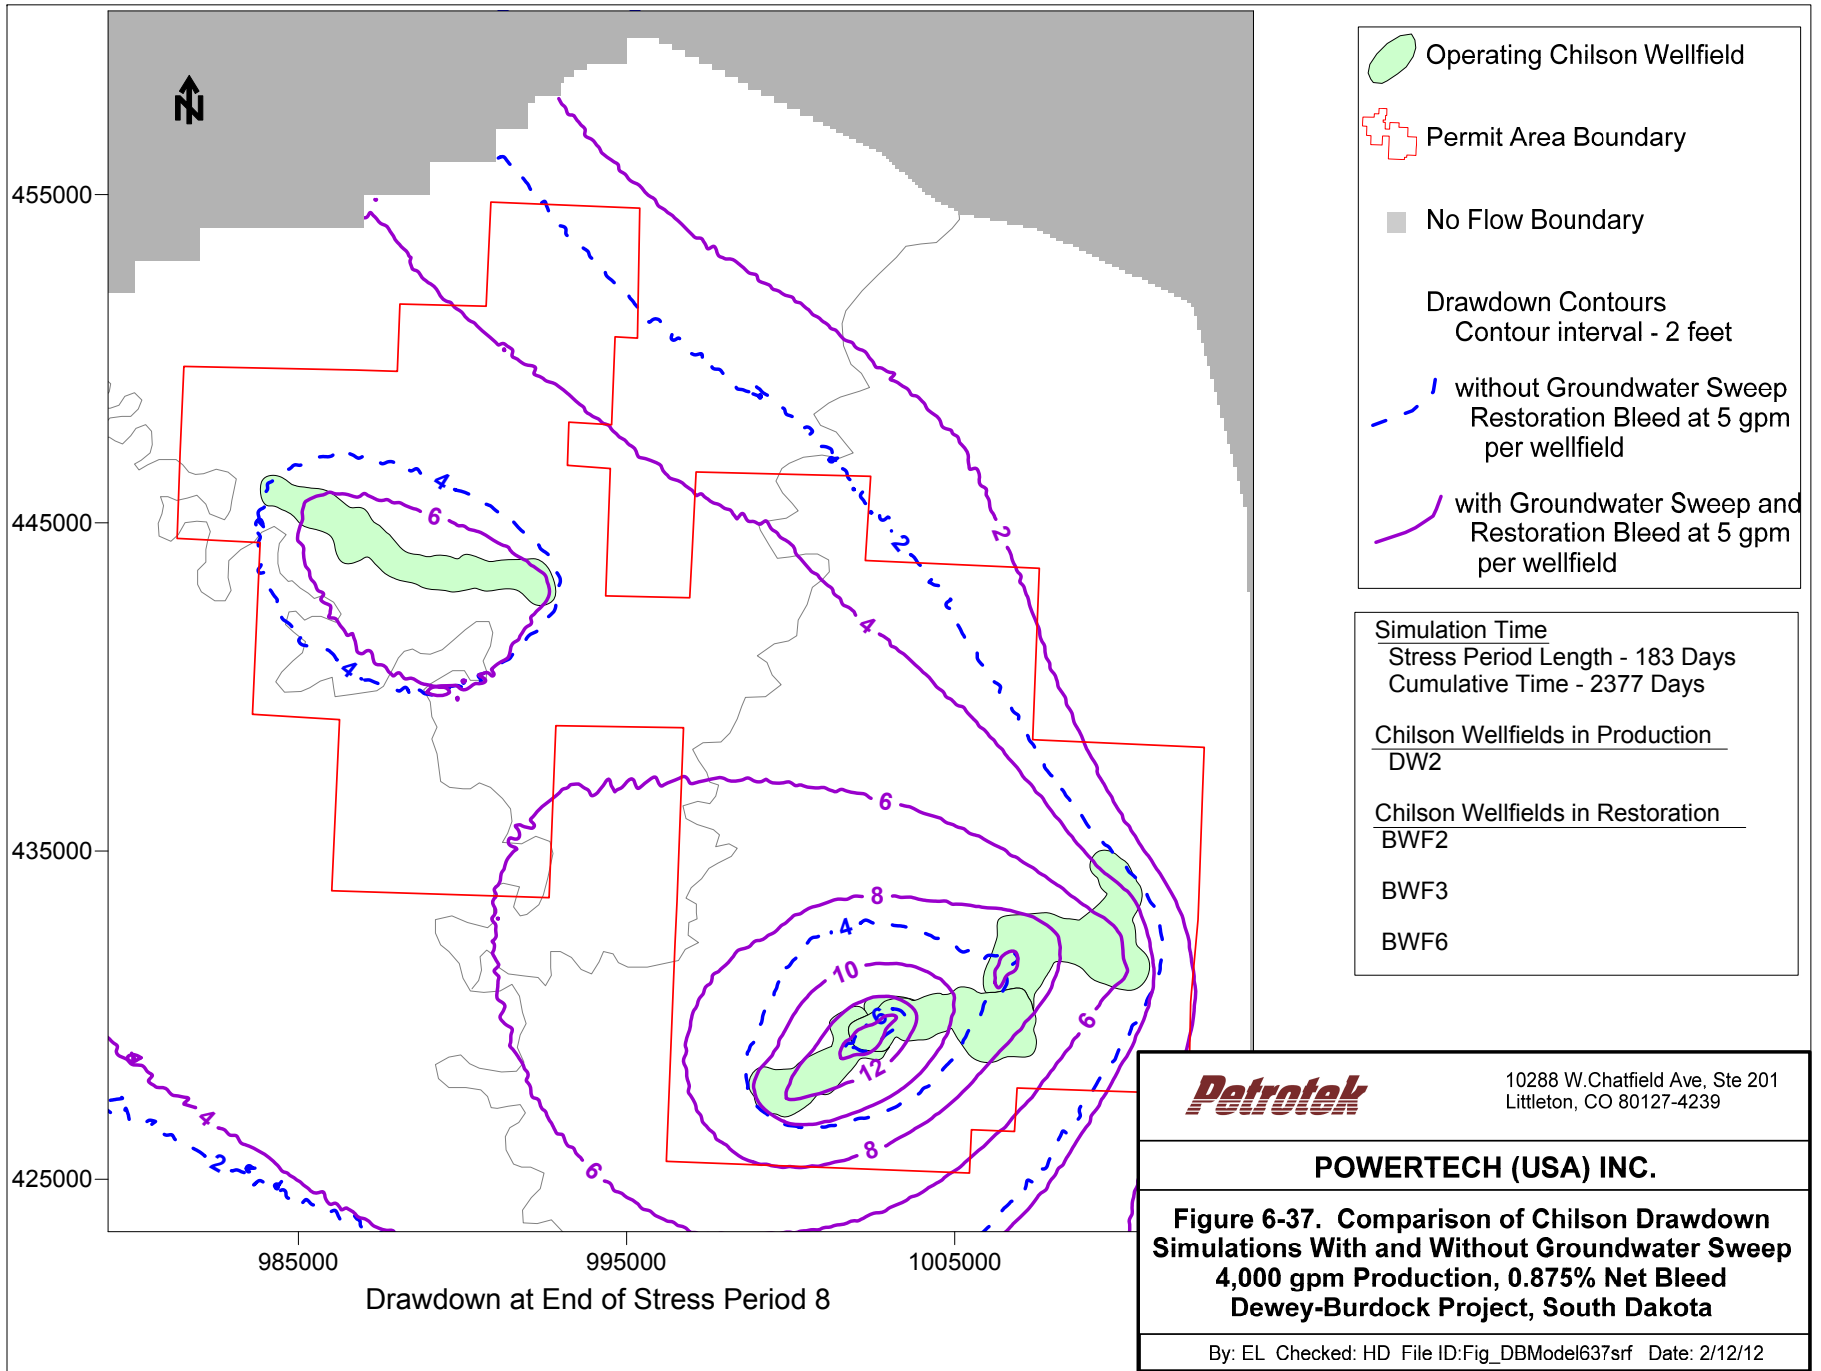 N
455000
445000
435000
425000
985000
995000
1005000
4
6
4
2
2
4
6
8
4
10
6
12
8
6
6
4
4
2
Drawdown at End of Stress Period 8
Operating Chilson Wellfield
Permit Area Boundary
No Flow Boundary
Drawdown Contours
Contour interval - 2 feet
without Groundwater Sweep
Restoration Bleed at 5 gpm
per wellfield
with Groundwater Sweep and
Restoration Bleed at 5 gpm
per wellfield
Simulation Time
Stress Period Length - 183 Days
Cumulative Time - 2377 Days
Chilson Wellfields in Production
DW2
Chilson Wellfields in Restoration
BWF2
BWF3
BWF6
Petrotek
10288 W.Chatfield Ave, Ste 201
Littleton, CO 80127-4239
POWERTECH (USA) INC.
Figure 6-37. Comparison of Chilson Drawdown
Simulations With and Without Groundwater Sweep
4,000 gpm Production, 0.875% Net Bleed
Dewey-Burdock Project, South Dakota
By: EL Checked: HD File ID:Fig_DBModel637srf Date: 2/12/12